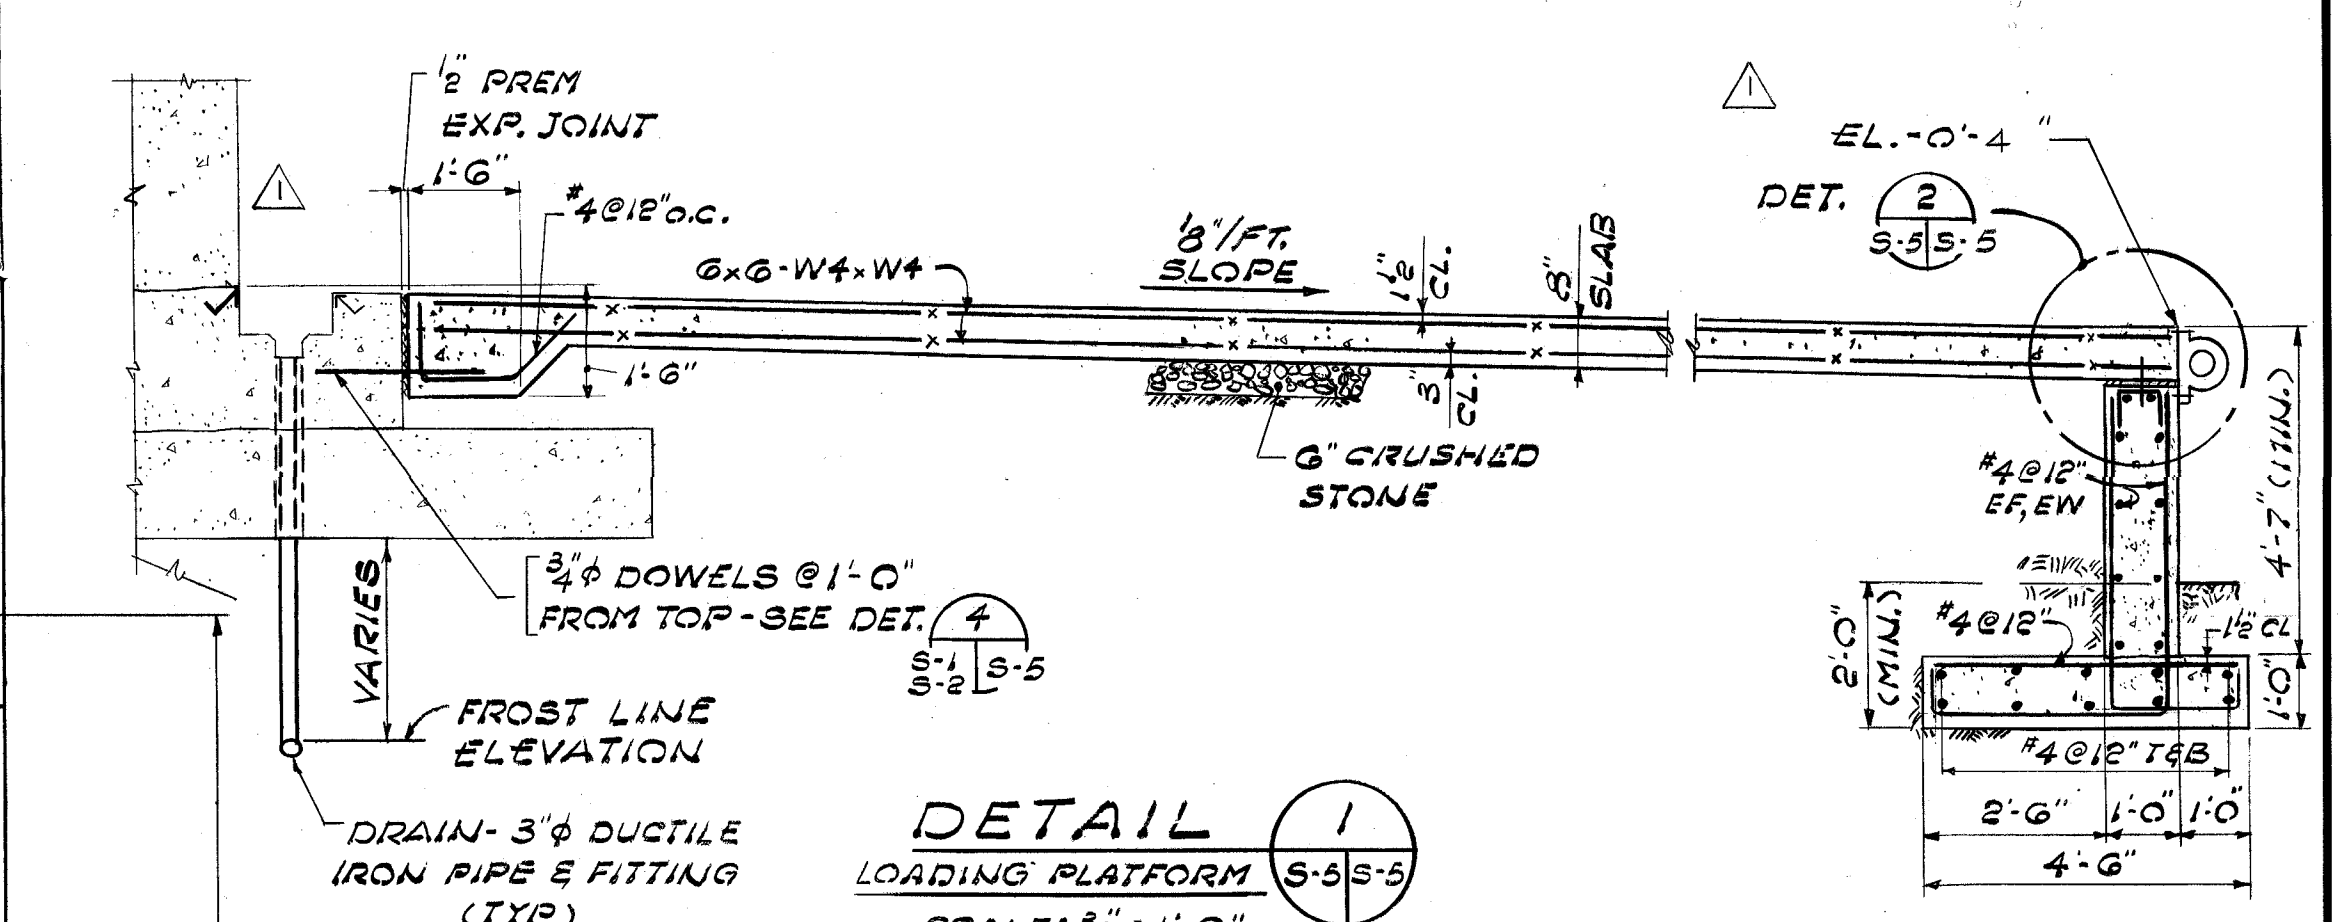 1/2" PREM
EXP. JOINT
1'-6"
#4@12"O.C.
1
6x6-W4xW4
1/8"/FT.
SLOPE
1 1/2" CL.
8" SLAB
1
EL.-0'-4"
DET. 2
S-5 S-5
1'-6"
3" CL.
6" CRUSHED
STONE
#4@12"
EF, EW
4'-7" (MIN.)
3/4"ϕ DOWELS @1'-0"
FROM TOP-SEE DET. 4
S-1 S-5
S-2
VARIES
FROST LINE
ELEVATION
2'-0" (MIN.)
#4@12"
1 1/2" CL
1'-0"
#4@12" T&B
2'-6" 1'-0" 1'-0"
4'-6"
DRAIN- 3"ϕ DUCTILE
IRON PIPE & FITTING
(TYP)
DETAIL 1
LOADING PLATFORM S-5 S-5